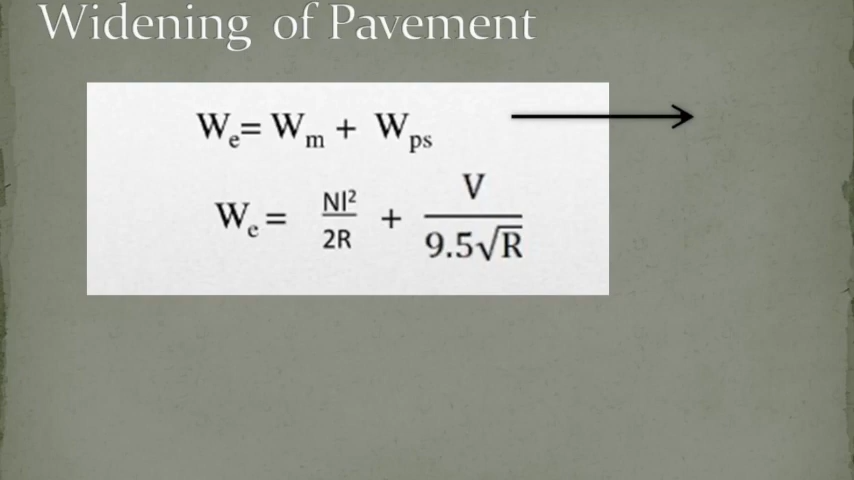 Widening of Pavement
Wₑ= Wₘ + Wₚₛ
Wₑ = Nl²/2R + V/9.5√R